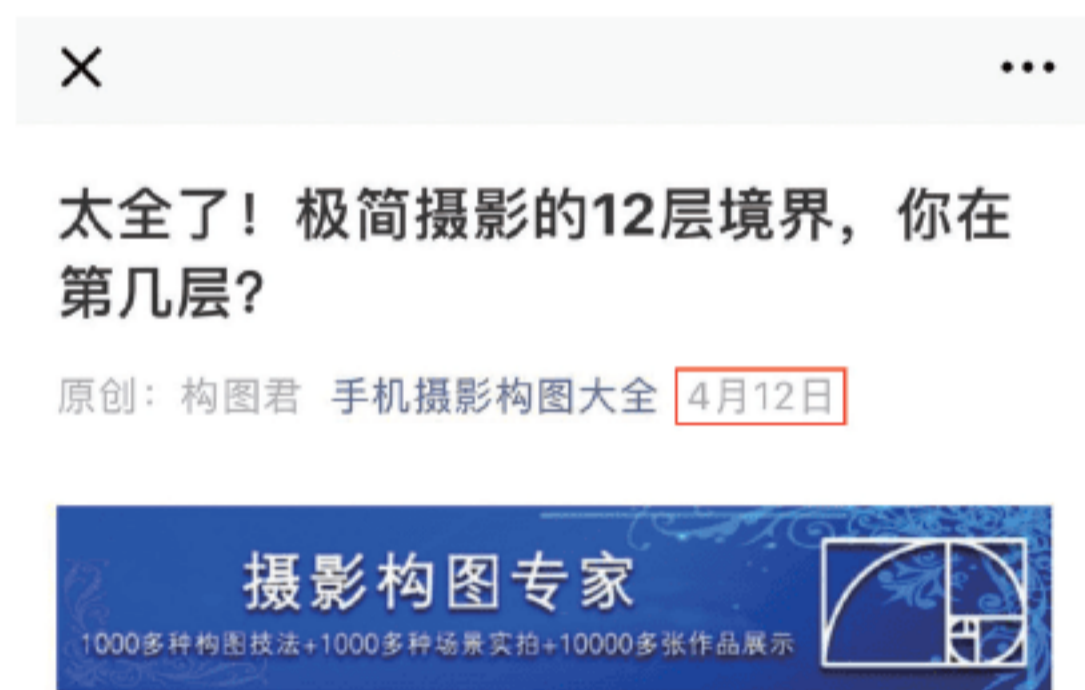 太全了！极简摄影的12层境界，你在
第几层？
原创：构图君 手机摄影构图大全 4月12日
摄影构图专家
1000多种构图技法+1000多种场景实拍+10000多张作品展示